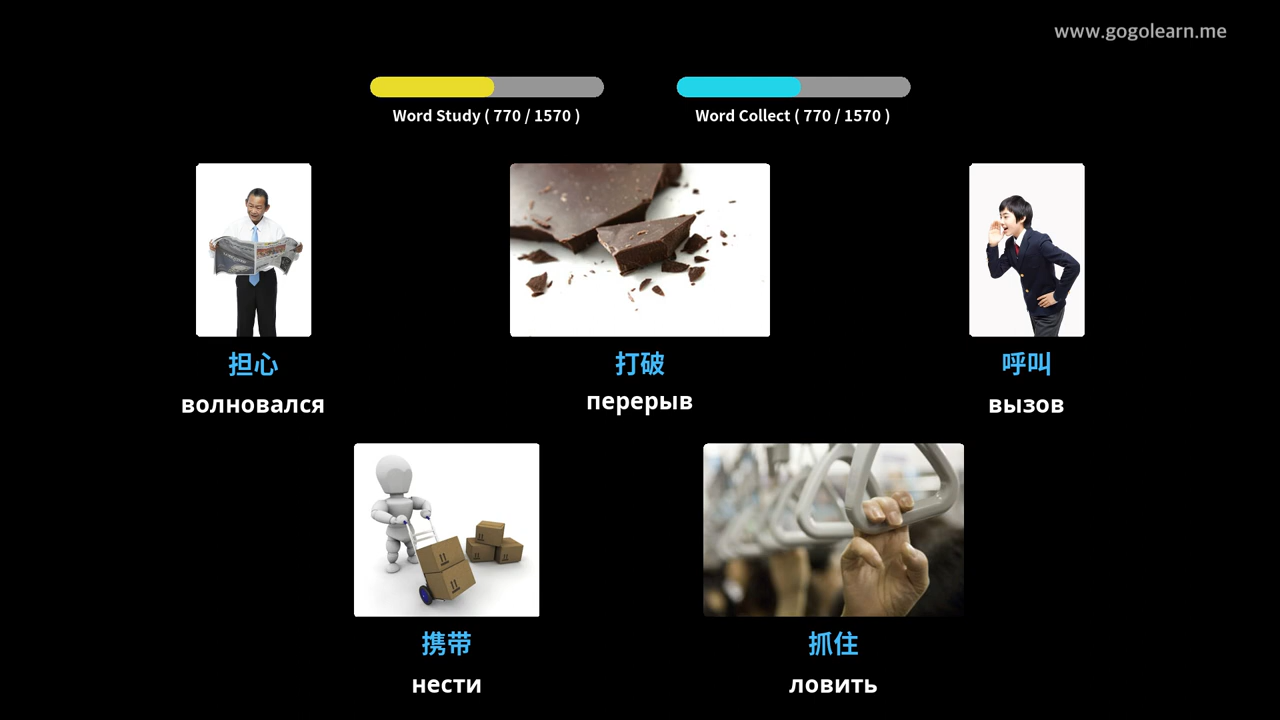 www.gogolearn.me
Word Study ( 770 / 1570 )
Word Collect ( 770 / 1570 )
担心
волновался
打破
перерыв
呼叫
вызов
携带
нести
抓住
ловить